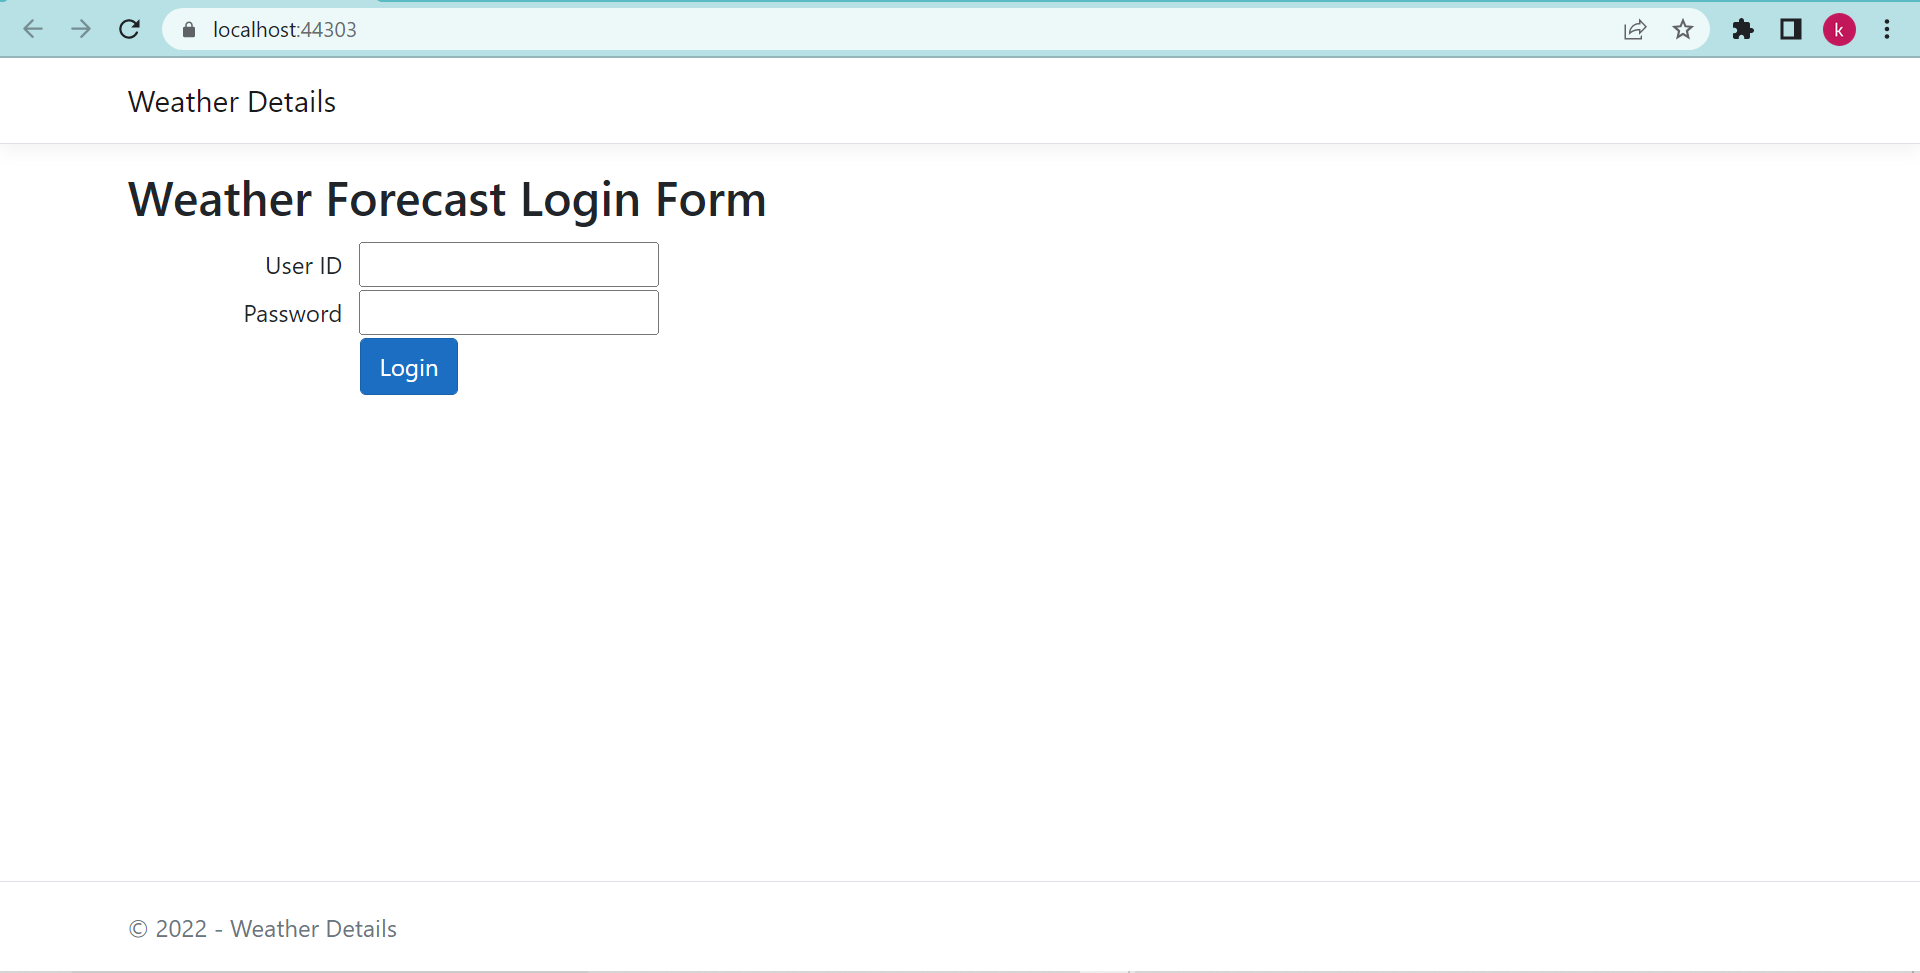 localhost:44303
k
Weather Details
Weather Forecast Login Form
User ID
Password
Login
© 2022 - Weather Details